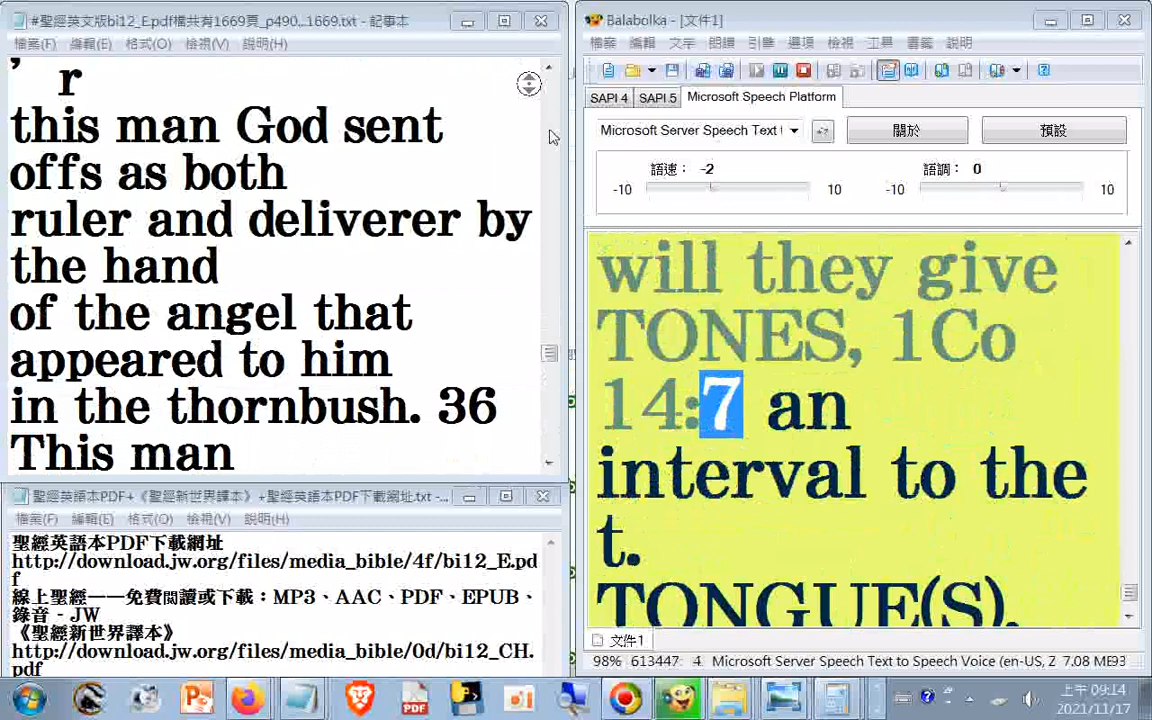 #聖經英文版bi12_E.pdf檔共有1669頁_p490,..1669.txt - 記事本
檔案(F) 編輯(E) 格式(O) 檢視(V) 說明(H)
’ r
this man God sent
offs as both
ruler and deliverer by
the hand
of the angel that
appeared to him
in the thornbush. 36
This man
聖經英語本PDF+《聖經新世界譯本》+聖經英語本PDF下載網址.txt -...
檔案(F) 編輯(E) 格式(O) 檢視(V) 說明(H)
聖經英語本PDF下載網址
http://download.jw.org/files/media_bible/4f/bi12_E.pd
f
線上聖經——免費閱讀或下載：MP3、AAC、PDF、EPUB、
錄音 - JW
《聖經新世界譯本》
http://download.jw.org/files/media_bible/0d/bi12_CH.
pdf
Balabolka - [文件1]
檔案 編輯 文字 朗讀 引擎 選項 檢視 工具 書籤 說明
SAPI 4 SAPI 5 Microsoft Speech Platform
Microsoft Server Speech Text 關於 預設
語速： -2 語調： 0
-10 10 -10 10
will they give
TONES, 1Co
14:7 an
interval to the
t.
TONGUE(S),
文件1
98% 613447: 4 Microsoft Server Speech Text to Speech Voice (en-US, Z 7.08 ME93
PDF
上午 09:14
2021/11/17